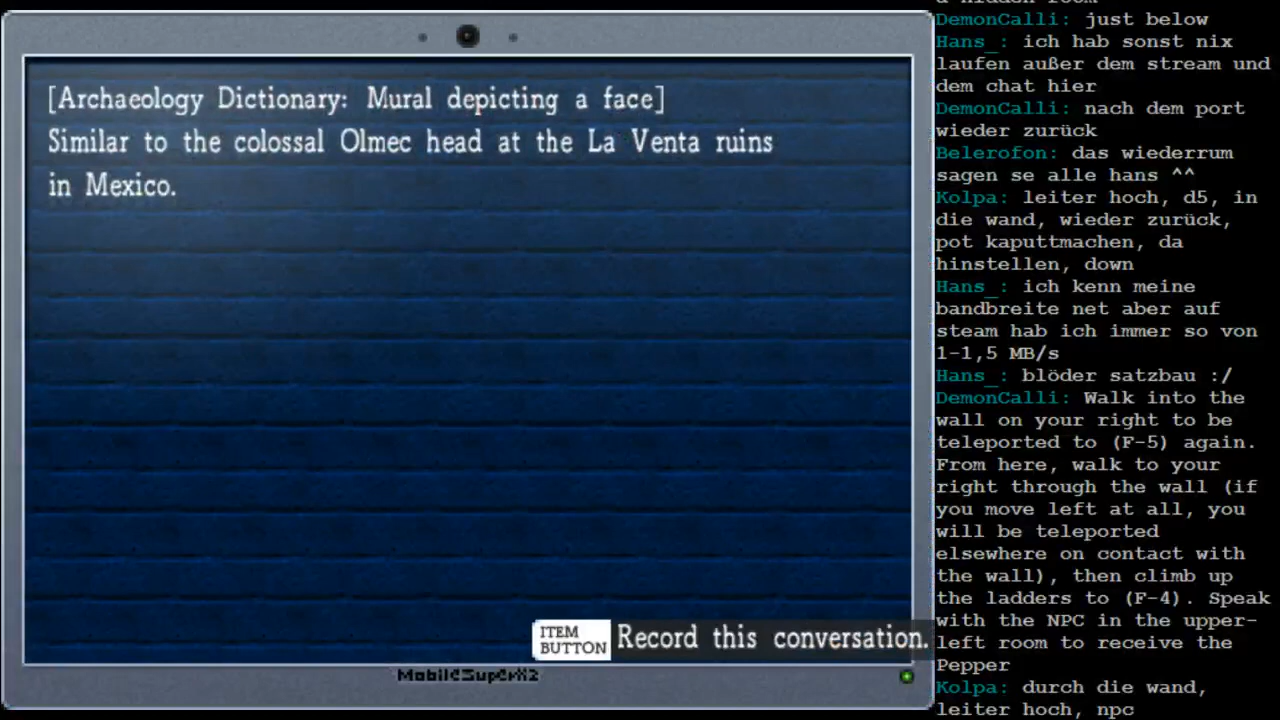 [Archaeology Dictionary: Mural depicting a face]
Similar to the colossal Olmec head at the La Venta ruins
in Mexico.
ITEM
BUTTON
Record this conversation.
MobileSuperX2
a hidden room
DemonCalli: just below
Hans_: ich hab sonst nix
laufen außer dem stream und
dem chat hier
DemonCalli: nach dem port
wieder zurück
Belerofon: das wiederrum
sagen se alle hans ^^
Kolpa: leiter hoch, d5, in
die wand, wieder zurück,
pot kaputtmachen, da
hinstellen, down
Hans_: ich kenn meine
bandbreite net aber auf
steam hab ich immer so von
1-1,5 MB/s
Hans_: blöder satzbau :/
DemonCalli: Walk into the
wall on your right to be
teleported to (F-5) again.
From here, walk to your
right through the wall (if
you move left at all, you
will be teleported
elsewhere on contact with
the wall), then climb up
the ladders to (F-4). Speak
with the NPC in the upper-
left room to receive the
Pepper
Kolpa: durch die wand,
leiter hoch, npc